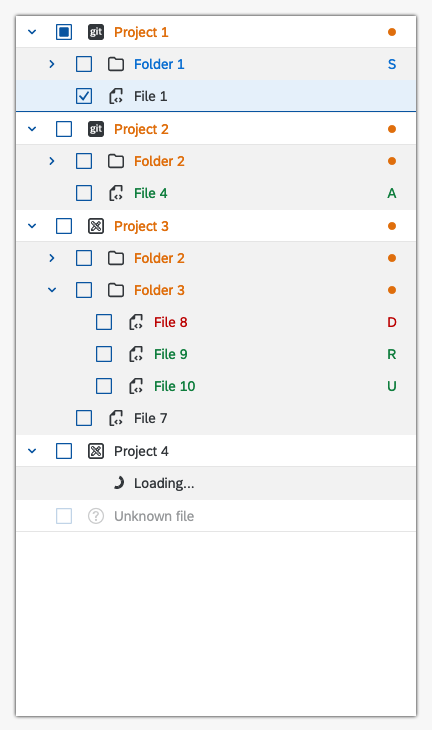 git Project 1
Folder 1 S
File 1
git Project 2
Folder 2
File 4 A
Project 3
Folder 2
Folder 3
File 8 D
File 9 R
File 10 U
File 7
Project 4
Loading...
? Unknown file